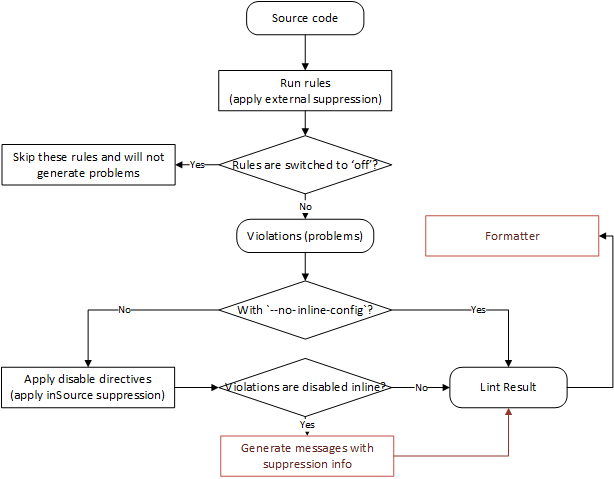 Source code
Run rules
(apply external suppression)
Rules are switched to ‘off’?
Yes
Skip these rules and will not
generate problems
No
Violations (problems)
Formatter
With `--no-inline-config`?
No
Yes
Apply disable directives
(apply inSource suppression)
Violations are disabled inline?
No
Lint Result
Yes
Generate messages with
suppression info